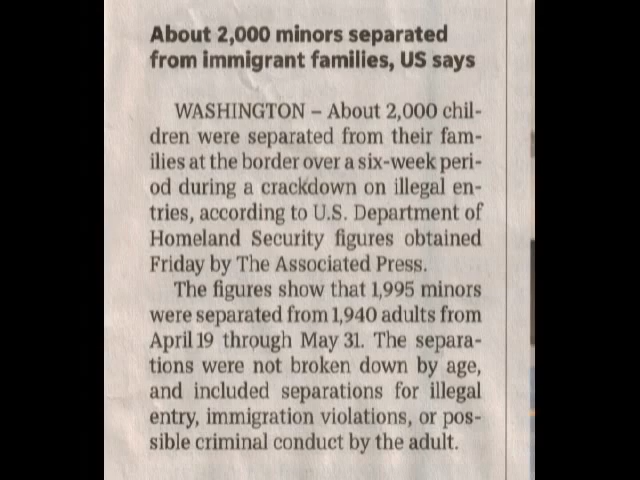 About 2,000 minors separated
from immigrant families, US says
WASHINGTON – About 2,000 chil-
dren were separated from their fam-
ilies at the border over a six-week peri-
od during a crackdown on illegal en-
tries, according to U.S. Department of
Homeland Security figures obtained
Friday by The Associated Press.
The figures show that 1,995 minors
were separated from 1,940 adults from
April 19 through May 31. The separa-
tions were not broken down by age,
and included separations for illegal
entry, immigration violations, or pos-
sible criminal conduct by the adult.